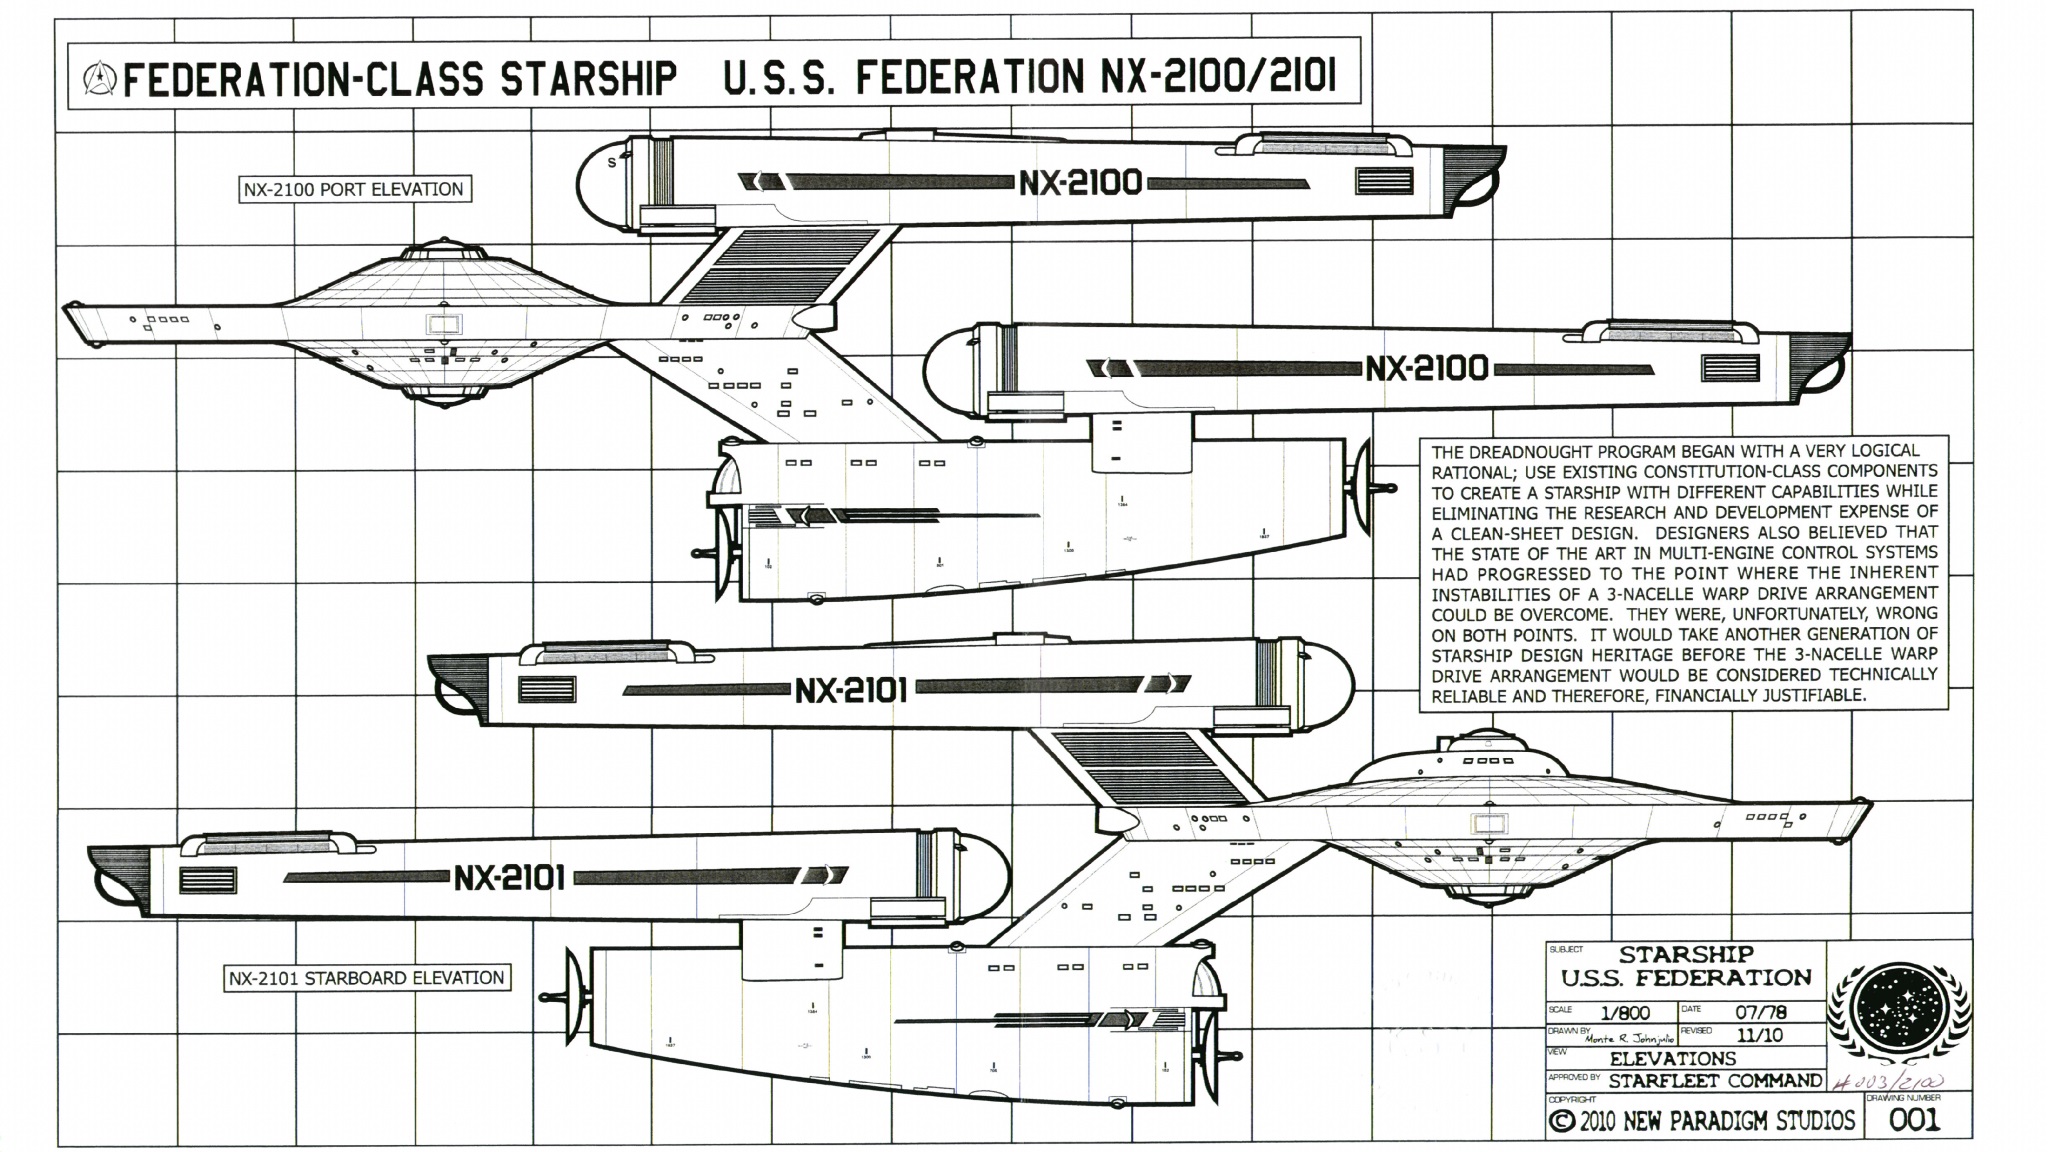 FEDERATION-CLASS STARSHIP U.S.S. FEDERATION NX-2100/2101
NX-2100 PORT ELEVATION
S
NX-2100
NX-2100
THE DREADNOUGHT PROGRAM BEGAN WITH A VERY LOGICAL
RATIONAL; USE EXISTING CONSTITUTION-CLASS COMPONENTS
TO CREATE A STARSHIP WITH DIFFERENT CAPABILITIES WHILE
ELIMINATING THE RESEARCH AND DEVELOPMENT EXPENSE OF
A CLEAN-SHEET DESIGN. DESIGNERS ALSO BELIEVED THAT
THE STATE OF THE ART IN MULTI-ENGINE CONTROL SYSTEMS
HAD PROGRESSED TO THE POINT WHERE THE INHERENT
INSTABILITIES OF A 3-NACELLE WARP DRIVE ARRANGEMENT
COULD BE OVERCOME. THEY WERE, UNFORTUNATELY, WRONG
ON BOTH POINTS. IT WOULD TAKE ANOTHER GENERATION OF
STARSHIP DESIGN HERITAGE BEFORE THE 3-NACELLE WARP
DRIVE ARRANGEMENT WOULD BE CONSIDERED TECHNICALLY
RELIABLE AND THEREFORE, FINANCIALLY JUSTIFIABLE.
NX-2101
NX-2101
NX-2101 STARBOARD ELEVATION
SUBJECT
STARSHIP
U.S.S. FEDERATION
SCALE 1/800 DATE 07/78
DRAWN BY Monte R. Johnjulio REVISED 11/10
VIEW ELEVATIONS
APPROVED BY STARFLEET COMMAND
#003/2100
COPYRIGHT
© 2010 NEW PARADIGM STUDIOS
DRAWING NUMBER
001